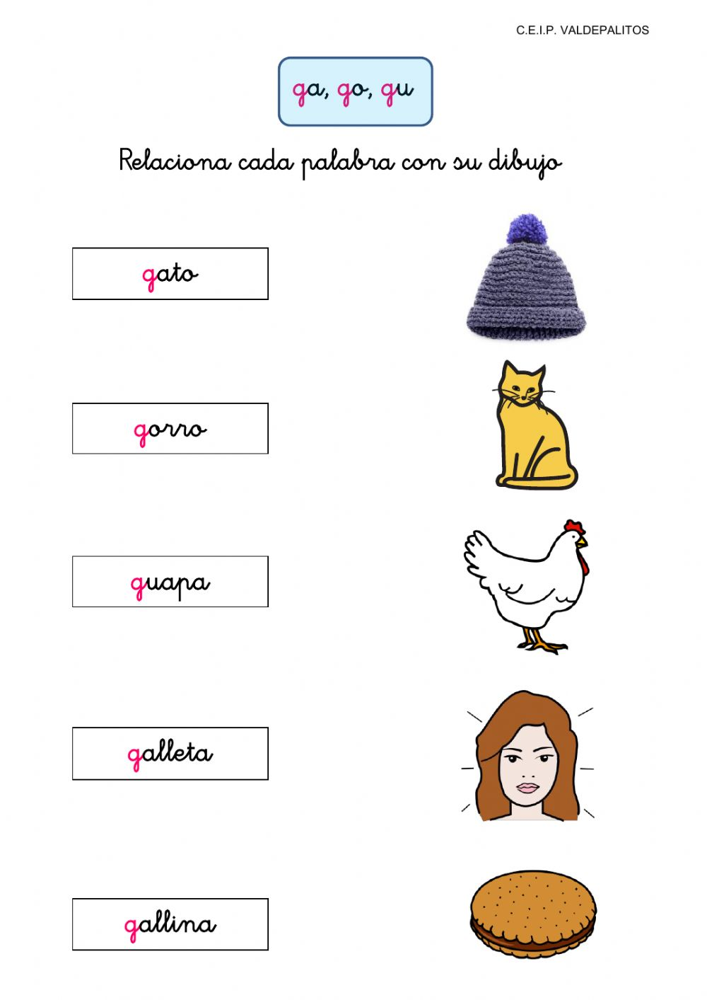 C.E.I.P. VALDEPALITOS
ga, go, gu
Relaciona cada palabra con su dibujo
gato
gorro
guapa
galleta
gallina